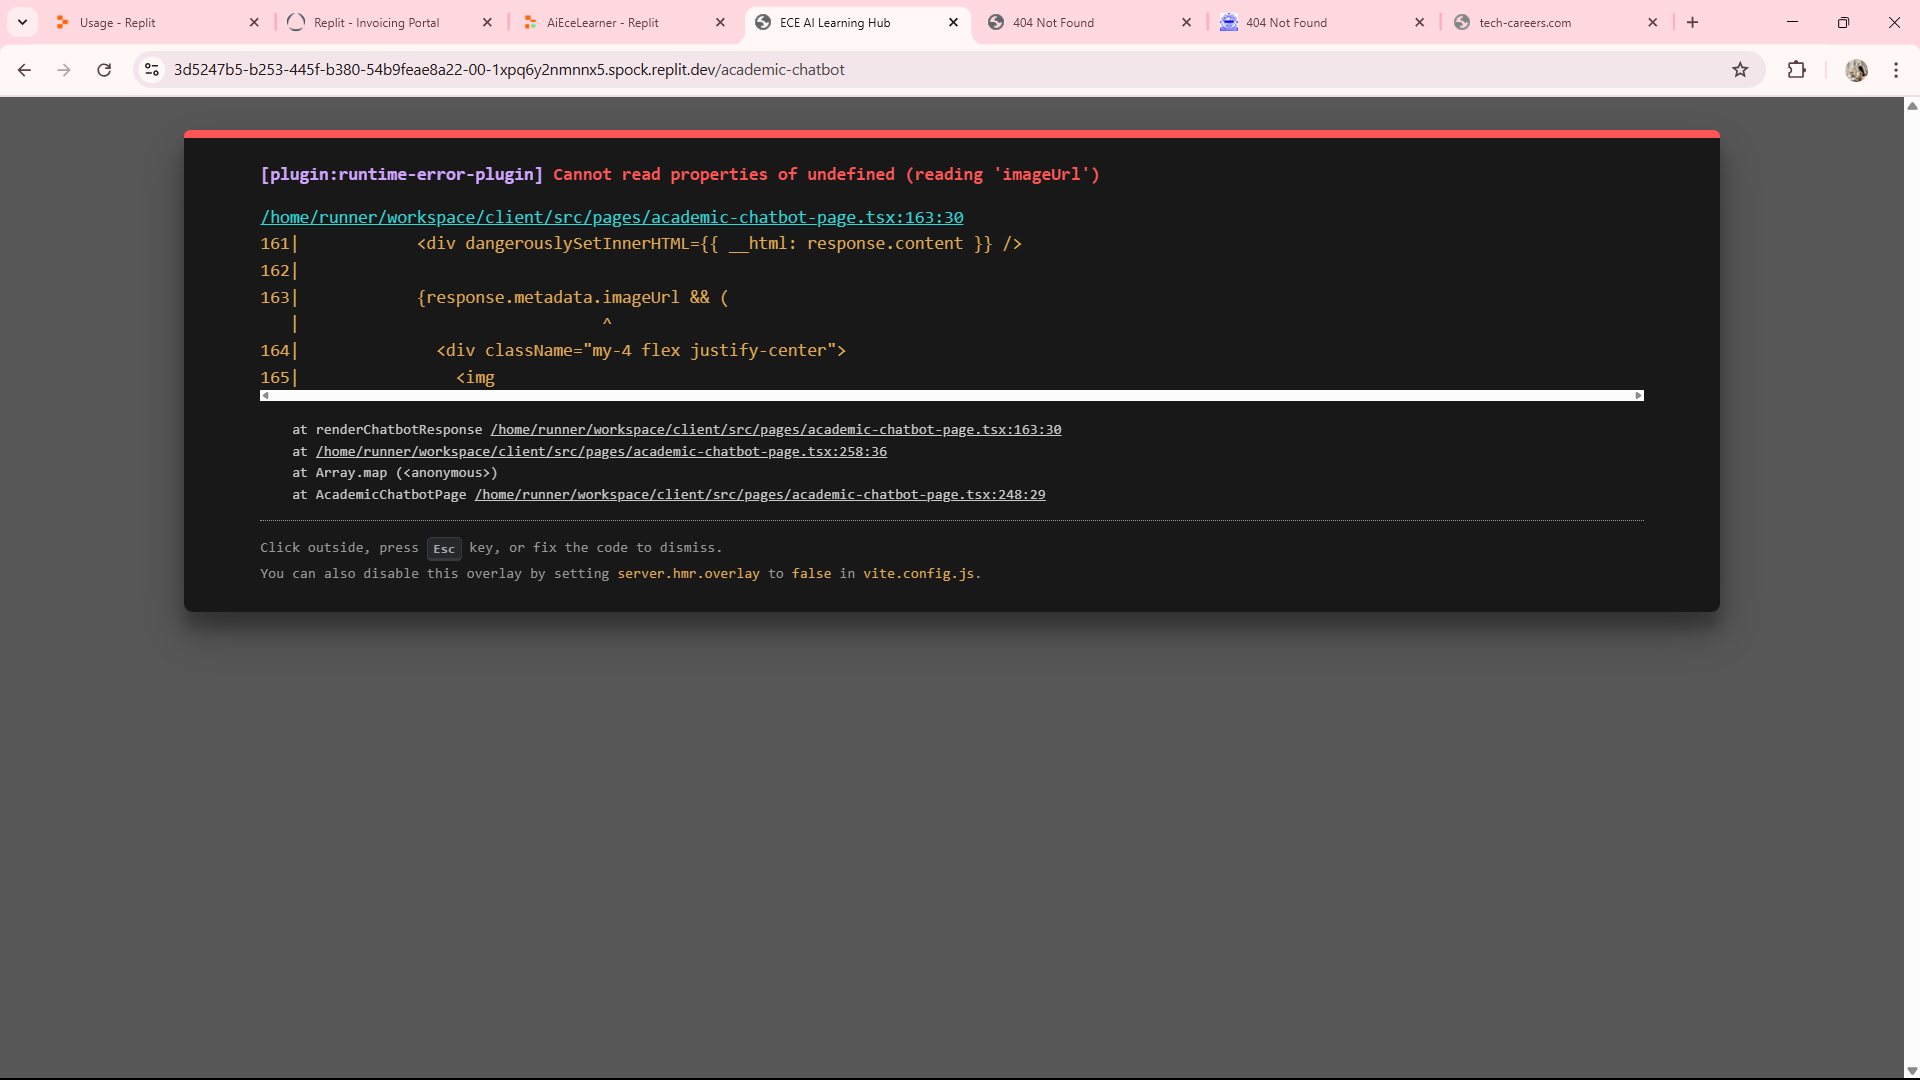 Usage - Replit
Replit - Invoicing Portal
AiEceLearner - Replit
ECE AI Learning Hub
404 Not Found
404 Not Found
tech-careers.com
3d5247b5-b253-445f-b380-54b9feae8a22-00-1xpq6y2nmnnx5.spock.replit.dev/academic-chatbot
[plugin:runtime-error-plugin] Cannot read properties of undefined (reading 'imageUrl')
/home/runner/workspace/client/src/pages/academic-chatbot-page.tsx:163:30
161|            <div dangerouslySetInnerHTML={{ __html: response.content }} />
162|
163|            {response.metadata.imageUrl && (
   |                               ^
164|              <div className="my-4 flex justify-center">
165|                <img
at renderChatbotResponse /home/runner/workspace/client/src/pages/academic-chatbot-page.tsx:163:30
at /home/runner/workspace/client/src/pages/academic-chatbot-page.tsx:258:36
at Array.map (<anonymous>)
at AcademicChatbotPage /home/runner/workspace/client/src/pages/academic-chatbot-page.tsx:248:29
Click outside, press Esc key, or fix the code to dismiss.
You can also disable this overlay by setting server.hmr.overlay to false in vite.config.js.